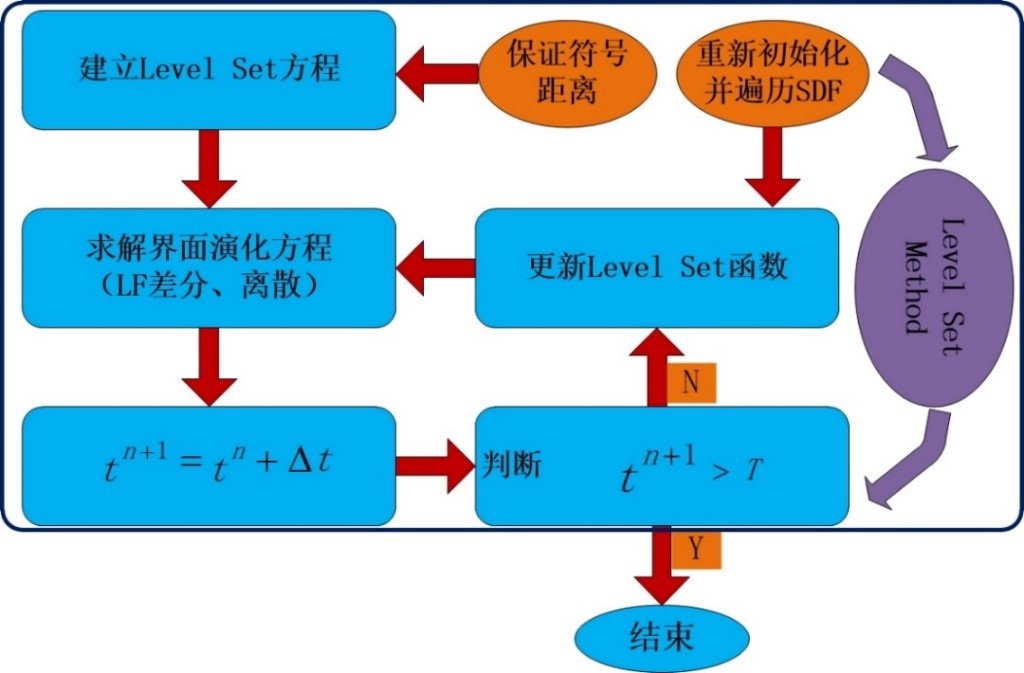 建立Level Set方程
保证符号
距离
重新初始化
并遍历SDF
求解界面演化方程
（LF差分、离散）
更新Level Set函数
Level Set
Method
N
t^{n+1} = t^n + Δt
判断 t^{n+1} > T
Y
结束